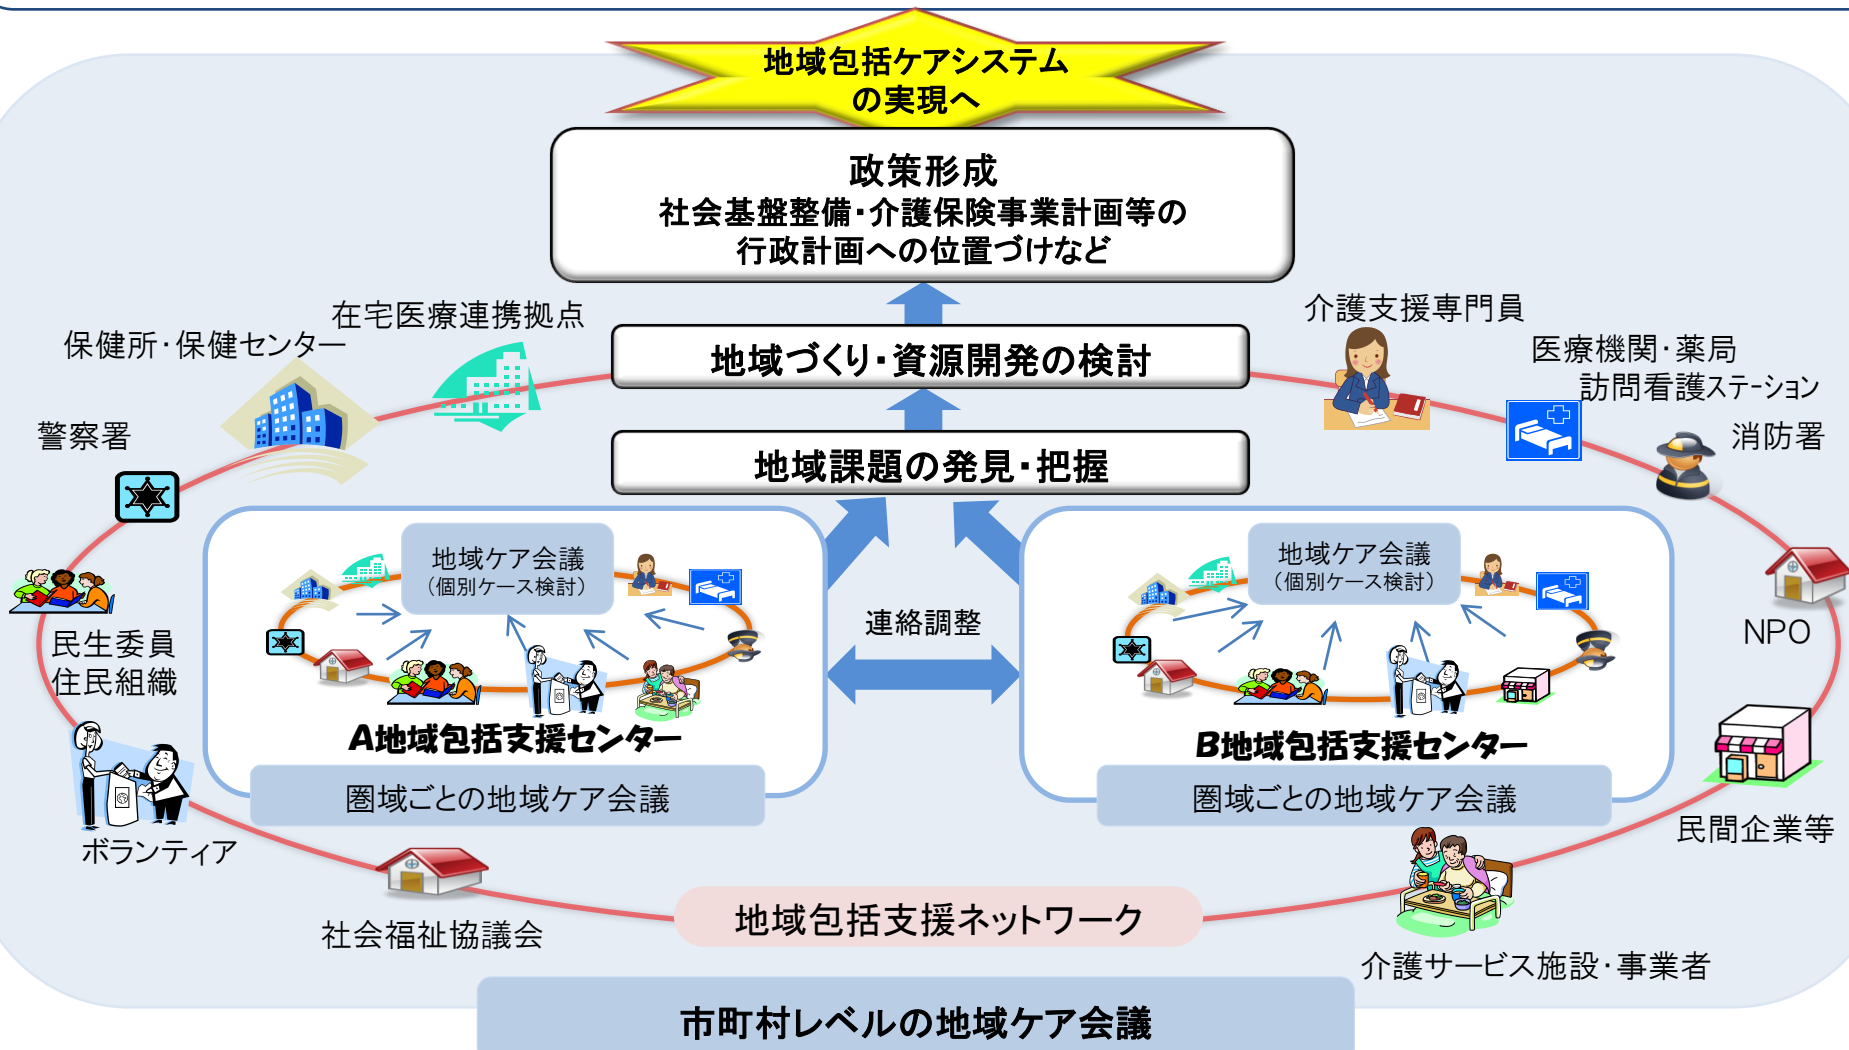 地域包括ケアシステム
の実現へ
政策形成
社会基盤整備・介護保険事業計画等の
行政計画への位置づけなど
在宅医療連携拠点
保健所・保健センター
介護支援専門員
地域づくり・資源開発の検討
医療機関・薬局
訪問看護ステーション
警察署
消防署
地域課題の発見・把握
地域ケア会議
（個別ケース検討）
地域ケア会議
（個別ケース検討）
連絡調整
民生委員
住民組織
NPO
A地域包括支援センター
B地域包括支援センター
圏域ごとの地域ケア会議
圏域ごとの地域ケア会議
民間企業等
ボランティア
地域包括支援ネットワーク
社会福祉協議会
介護サービス施設・事業者
市町村レベルの地域ケア会議